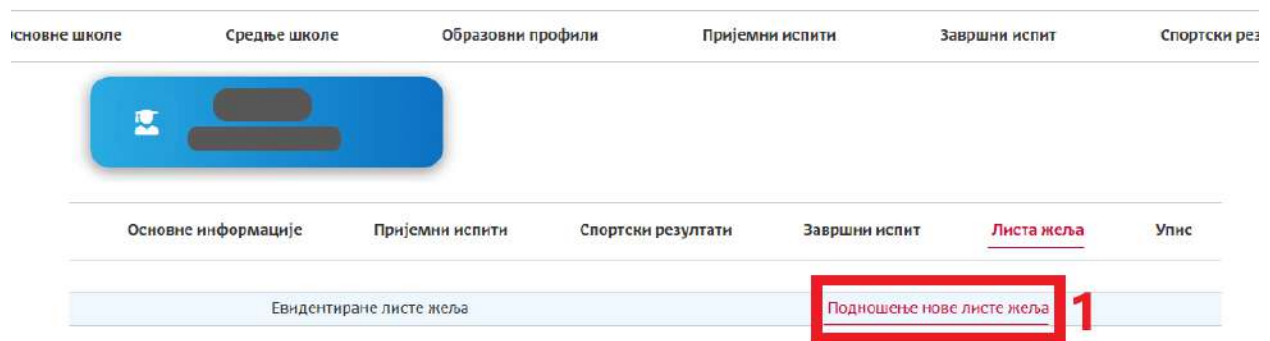 сновне школе Средње школе Образовни профили Пријемни испити Завршни испит Спортски рез
Основне информације Пријемни испити Спортски резултати Завршни испит Листа жеља Упис
Евидентиране листе жеља Подношење нове листе жеља 1